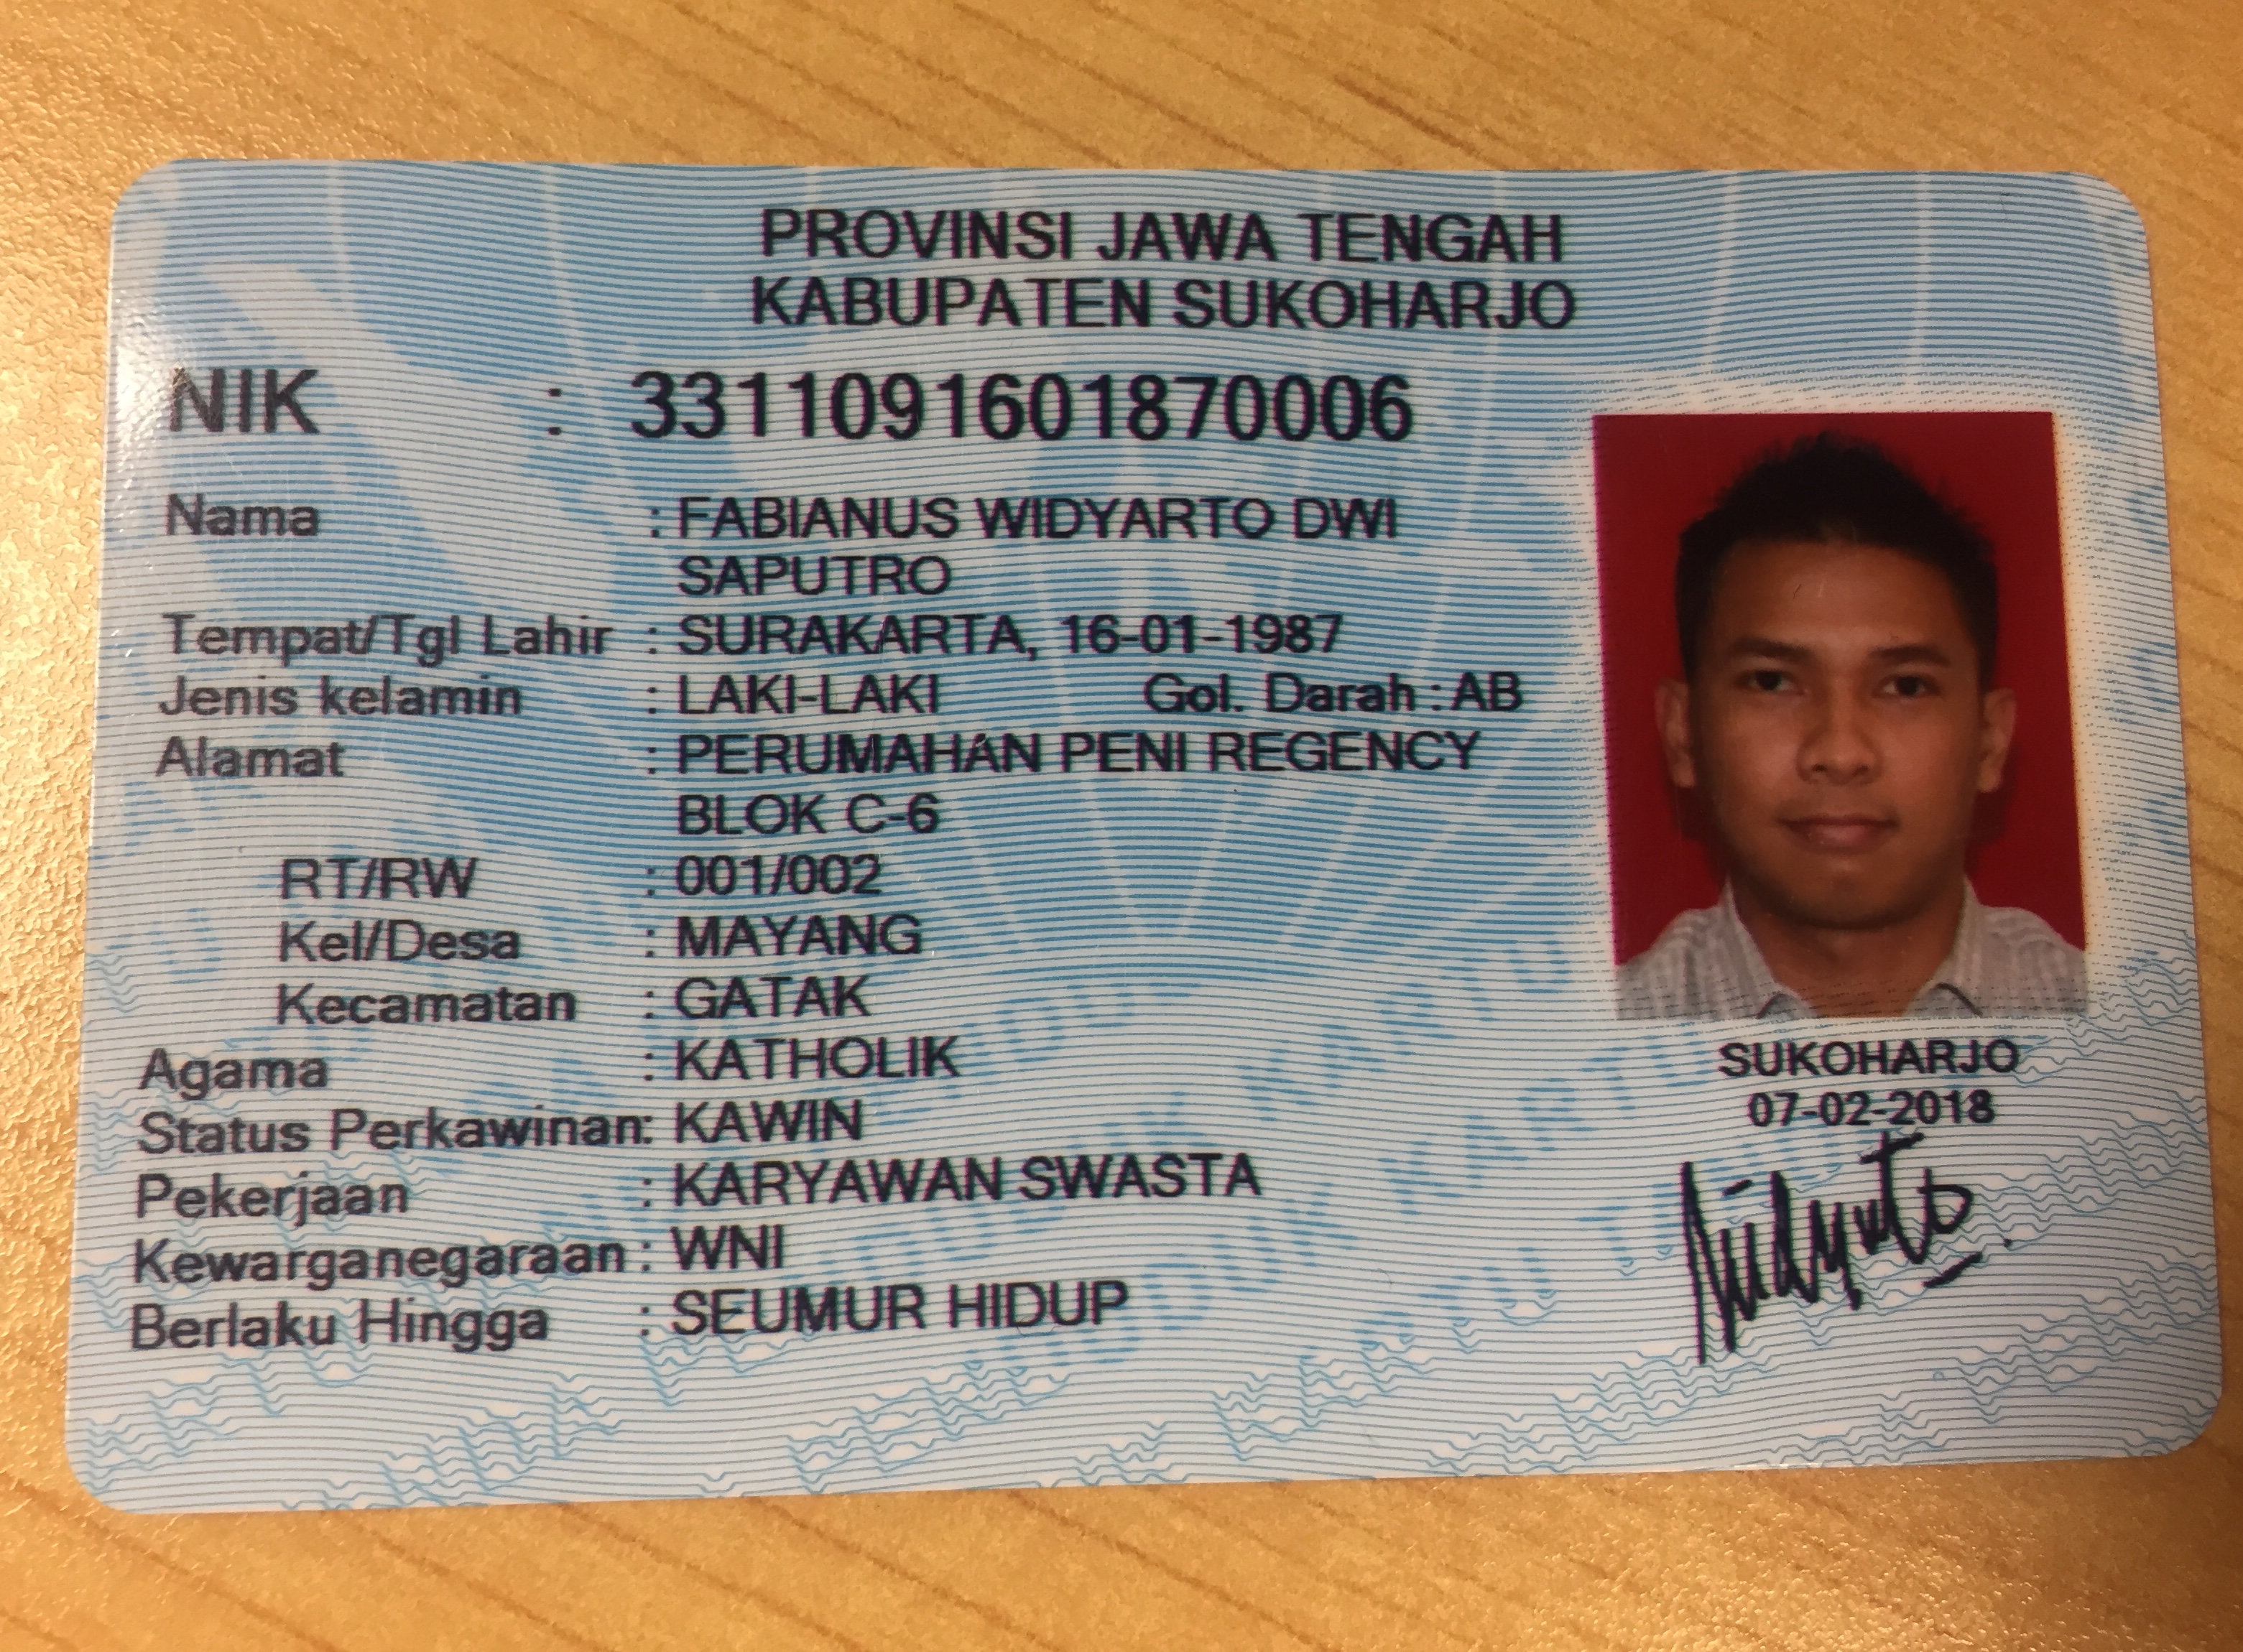 PROVINSI JAWA TENGAH
KABUPATEN SUKOHARJO
NIK : 3311091601870006
Nama : FABIANUS WIDYARTO DWI
SAPUTRO
Tempat/Tgl Lahir : SURAKARTA, 16-01-1987
Jenis kelamin : LAKI-LAKI Gol. Darah : AB
Alamat : PERUMAHAN PENI REGENCY
BLOK C-6
RT/RW : 001/002
Kel/Desa : MAYANG
Kecamatan : GATAK
Agama : KATHOLIK
Status Perkawinan: KAWIN
Pekerjaan : KARYAWAN SWASTA
Kewarganegaraan : WNI
Berlaku Hingga : SEUMUR HIDUP
SUKOHARJO
07-02-2018